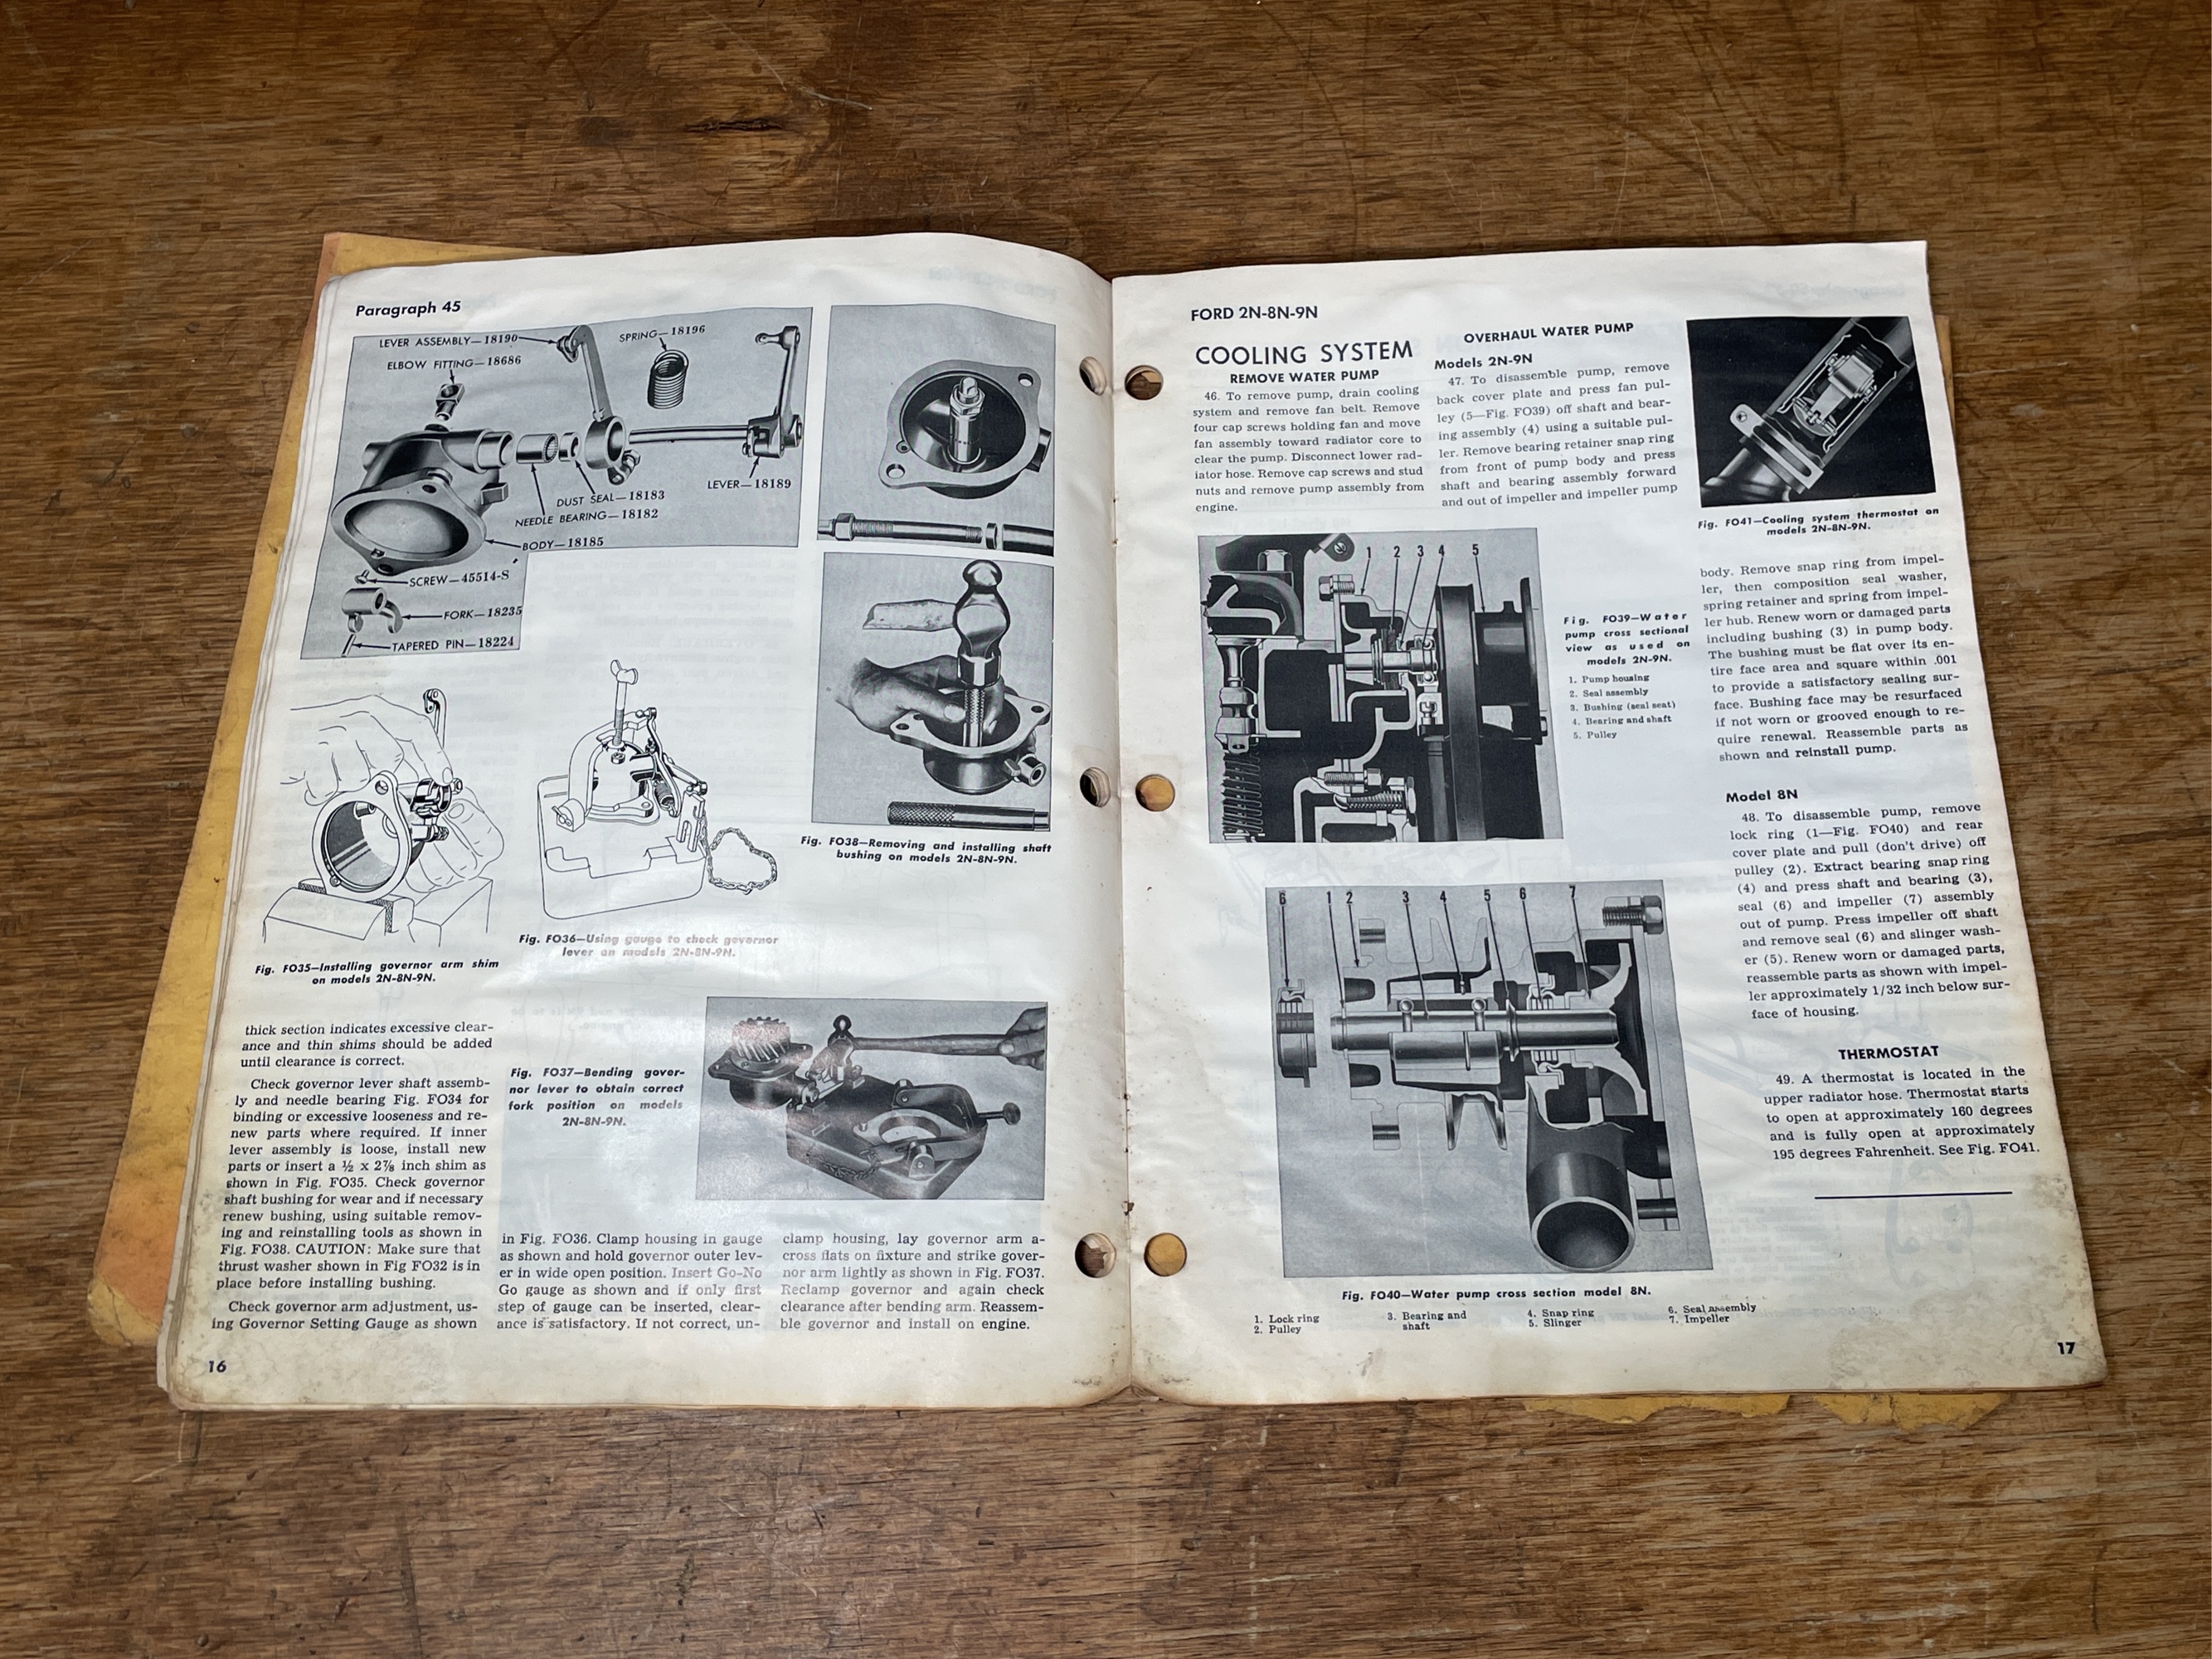 Paragraph 45
LEVER ASSEMBLY—18190
SPRING—18196
ELBOW FITTING—18686
LEVER—18189
DUST SEAL—18183
NEEDLE BEARING—18182
BODY—18185
SCREW—45514-S
FORK—18235
TAPERED PIN—18224
Fig. FO38—Removing and installing shaft
bushing on models 2N-8N-9N.
Fig. FO36—Using gauge to check governor
lever on models 2N-8N-9N.
Fig. FO35—Installing governor arm shim
on models 2N-8N-9N.
thick section indicates excessive clear-
ance and thin shims should be added
until clearance is correct.
Check governor lever shaft assemb-
ly and needle bearing Fig. FO34 for
binding or excessive looseness and re-
new parts where required. If inner
lever assembly is loose, install new
parts or insert a ½ x 2⅞ inch shim as
shown in Fig. FO35. Check governor
shaft bushing for wear and if necessary
renew bushing, using suitable remov-
ing and reinstalling tools as shown in
Fig. FO38. CAUTION: Make sure that
thrust washer shown in Fig FO32 is in
place before installing bushing.
Check governor arm adjustment, us-
ing Governor Setting Gauge as shown
Fig. FO37—Bending gover-
nor lever to obtain correct
fork position on models
2N-8N-9N.
in Fig. FO36. Clamp housing in gauge
as shown and hold governor outer lev-
er in wide open position. Insert Go-No
Go gauge as shown and if only first
step of gauge can be inserted, clear-
ance is satisfactory. If not correct, un-
clamp housing, lay governor arm a-
cross flats on fixture and strike gover-
nor arm lightly as shown in Fig. FO37.
Reclamp governor and again check
clearance after bending arm. Reassem-
ble governor and install on engine.
16
FORD 2N-8N-9N
COOLING SYSTEM
REMOVE WATER PUMP
46. To remove pump, drain cooling
system and remove fan belt. Remove
four cap screws holding fan and move
fan assembly toward radiator core to
clear the pump. Disconnect lower rad-
iator hose. Remove cap screws and stud
nuts and remove pump assembly from
engine.
OVERHAUL WATER PUMP
Models 2N-9N
47. To disassemble pump, remove
back cover plate and press fan pul-
ley (5—Fig. FO39) off shaft and bear-
ing assembly (4) using a suitable pul-
ler. Remove bearing retainer snap ring
from front of pump body and press
shaft and bearing assembly forward
and out of impeller and impeller pump
1 2 3 4 5
Fig. FO39—Water
pump cross sectional
view as used on
models 2N-9N.
1. Pump housing
2. Seal assembly
3. Bushing (seal seat)
4. Bearing and shaft
5. Pulley
6 1 2 3 4 5 6 7
Fig. FO40—Water pump cross section model 8N.
1. Lock ring
2. Pulley
3. Bearing and
shaft
4. Snap ring
5. Slinger
6. Seal assembly
7. Impeller
Fig. FO41—Cooling system thermostat on
models 2N-8N-9N.
body. Remove snap ring from impel-
ler, then composition seal washer,
spring retainer and spring from impel-
ler hub. Renew worn or damaged parts
including bushing (3) in pump body.
The bushing must be flat over its en-
tire face area and square within .001
to provide a satisfactory sealing sur-
face. Bushing face may be resurfaced
if not worn or grooved enough to re-
quire renewal. Reassemble parts as
shown and reinstall pump.
Model 8N
48. To disassemble pump, remove
lock ring (1—Fig. FO40) and rear
cover plate and pull (don't drive) off
pulley (2). Extract bearing snap ring
(4) and press shaft and bearing (3),
seal (6) and impeller (7) assembly
out of pump. Press impeller off shaft
and remove seal (6) and slinger wash-
er (5). Renew worn or damaged parts,
reassemble parts as shown with impel-
ler approximately 1/32 inch below sur-
face of housing.
THERMOSTAT
49. A thermostat is located in the
upper radiator hose. Thermostat starts
to open at approximately 160 degrees
and is fully open at approximately
195 degrees Fahrenheit. See Fig. FO41.
17